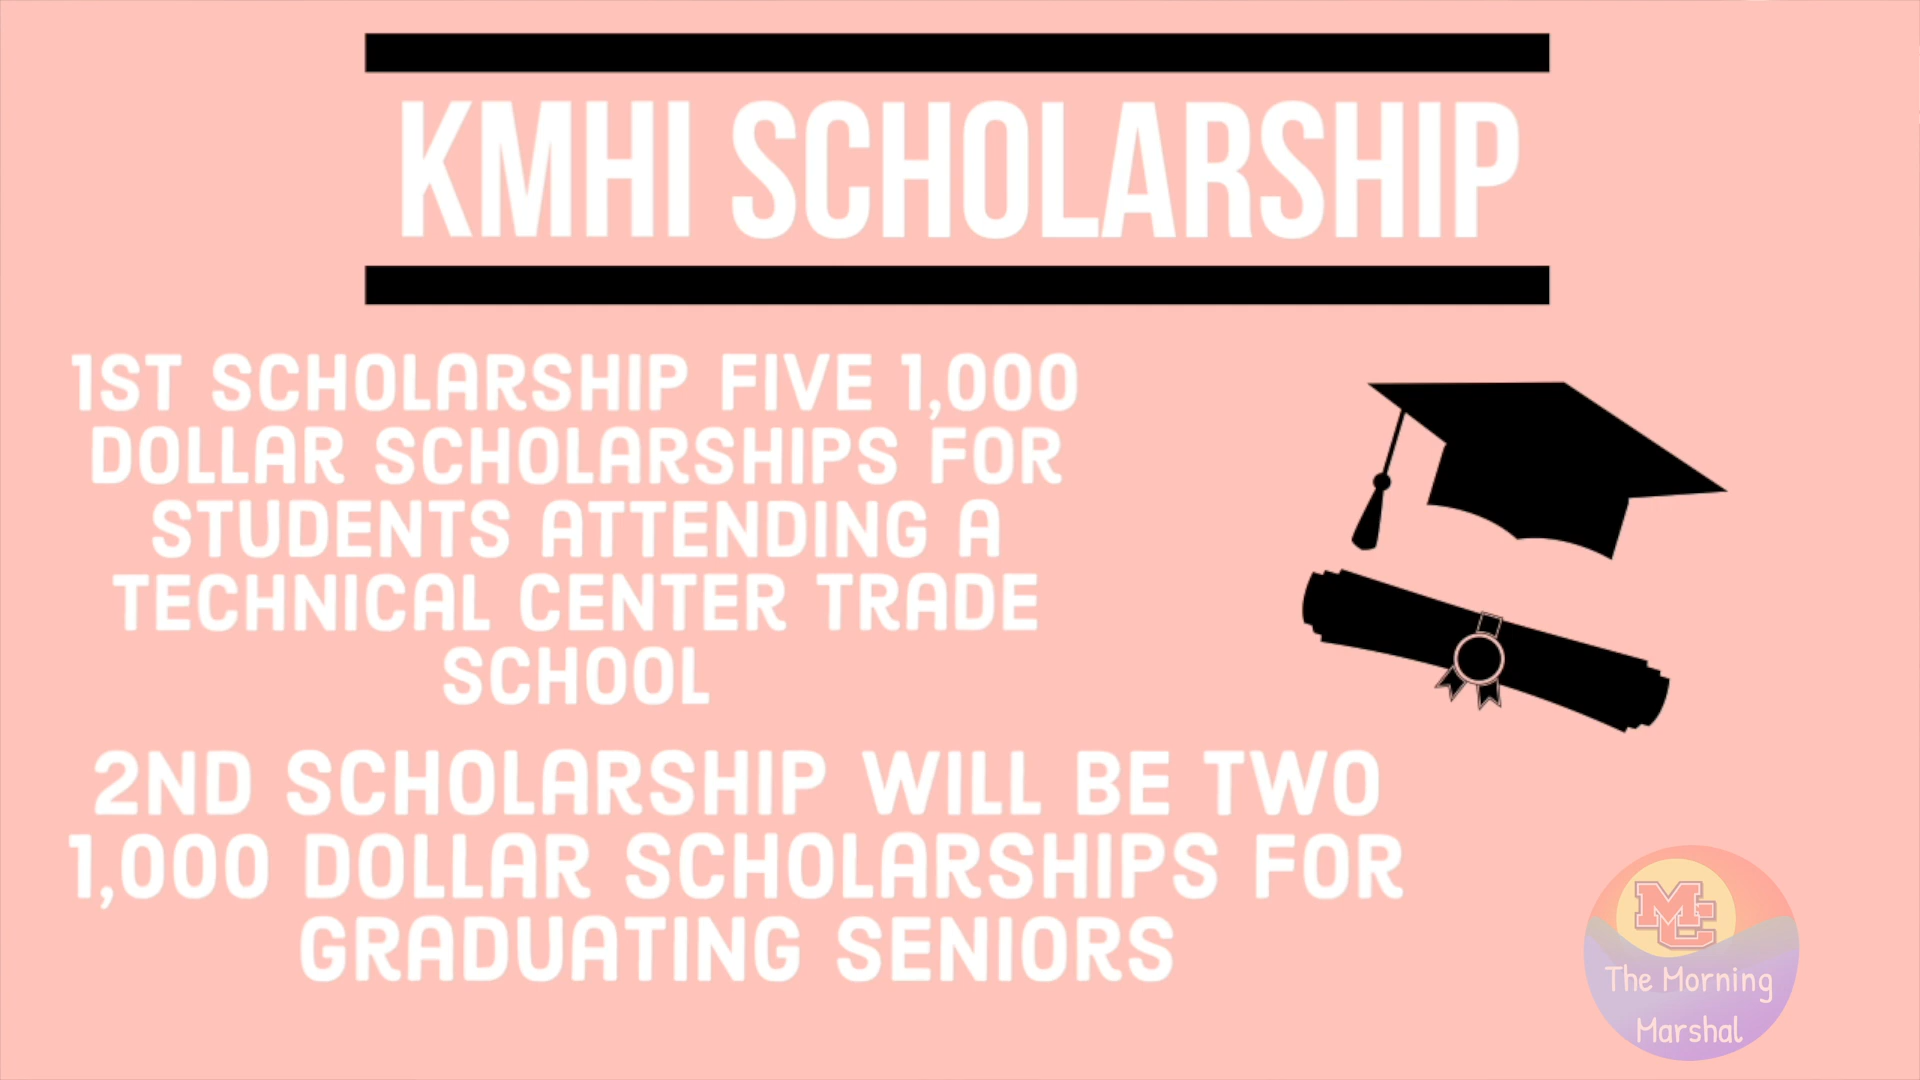 KMHI SCHOLARSHIP
1ST SCHOLARSHIP FIVE 1,000
DOLLAR SCHOLARSHIPS FOR
STUDENTS ATTENDING A
TECHNICAL CENTER TRADE
SCHOOL
2ND SCHOLARSHIP WILL BE TWO
1,000 DOLLAR SCHOLARSHIPS FOR
GRADUATING SENIORS
MC
The Morning
Marshal